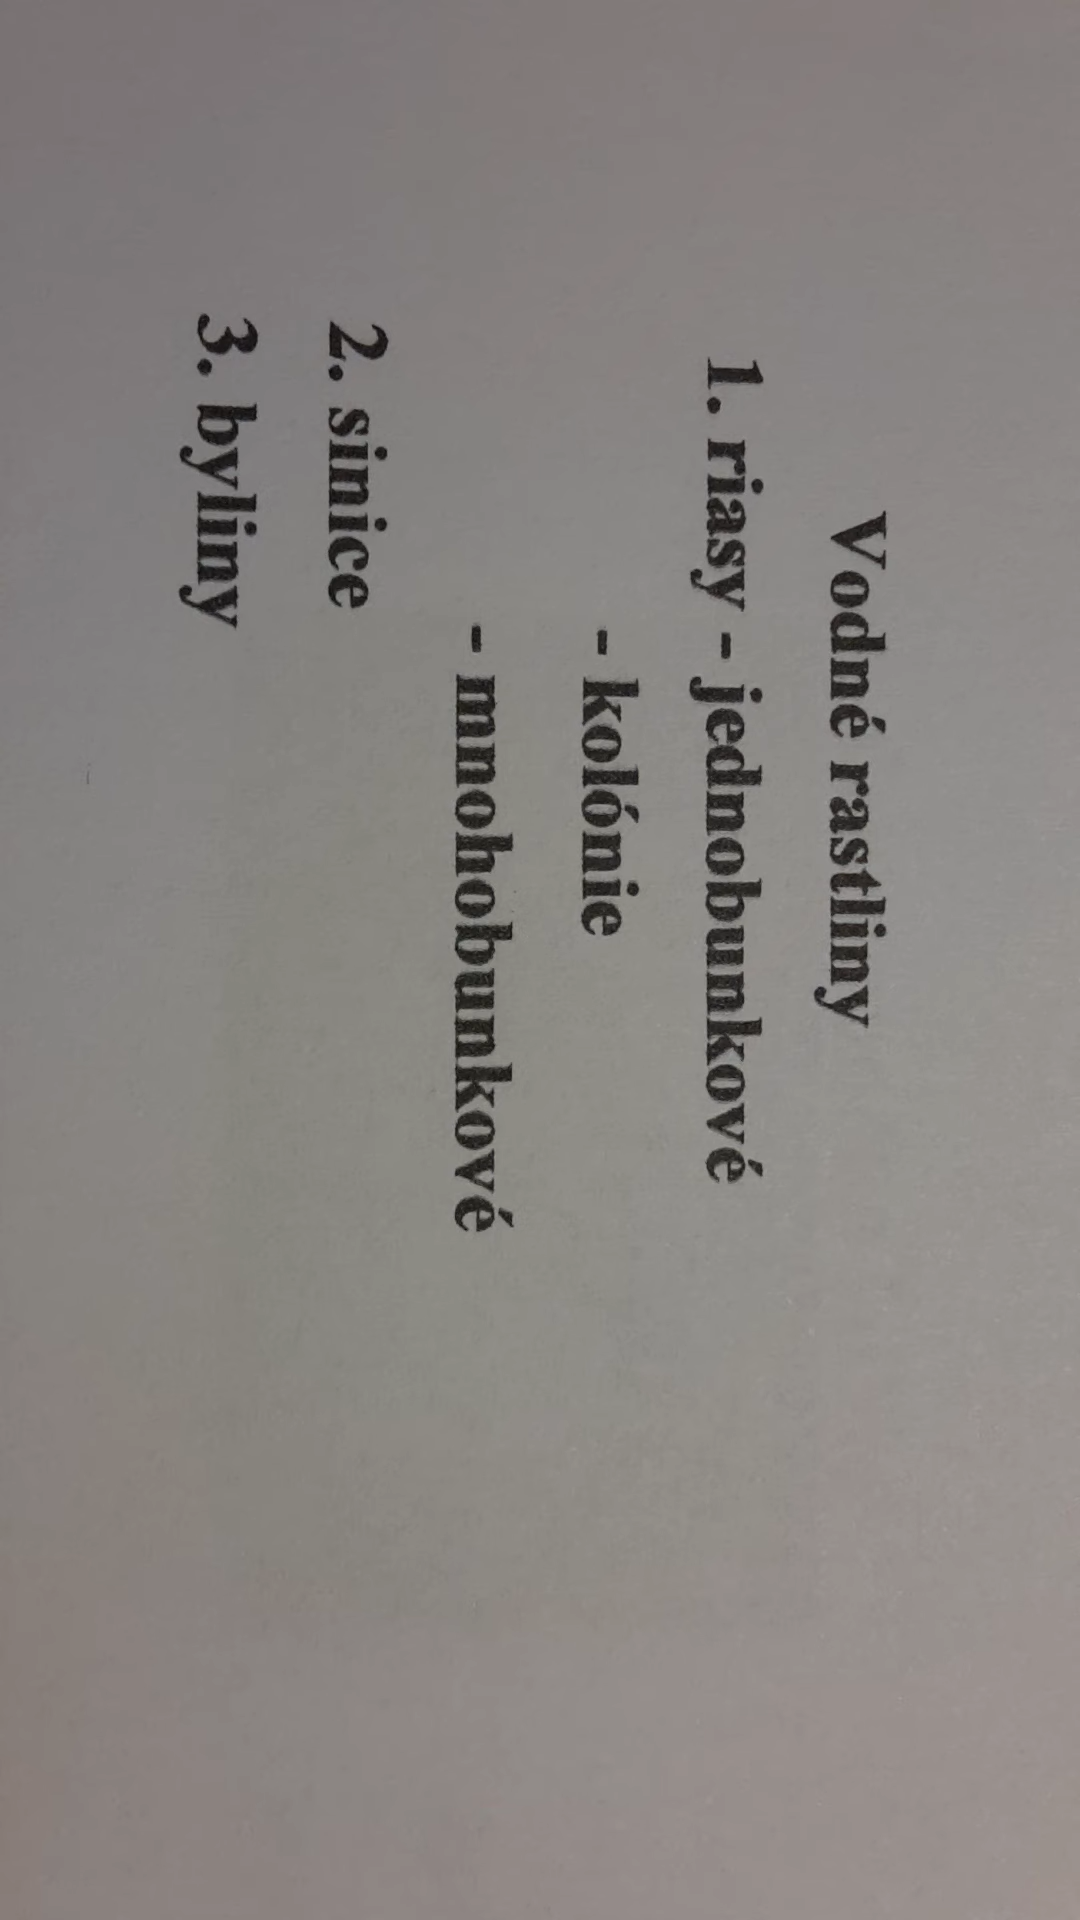 Vodné rastliny
1. riasy - jednobunkové
- kolónie
- mnohobunkové
2. sinice
3. byliny